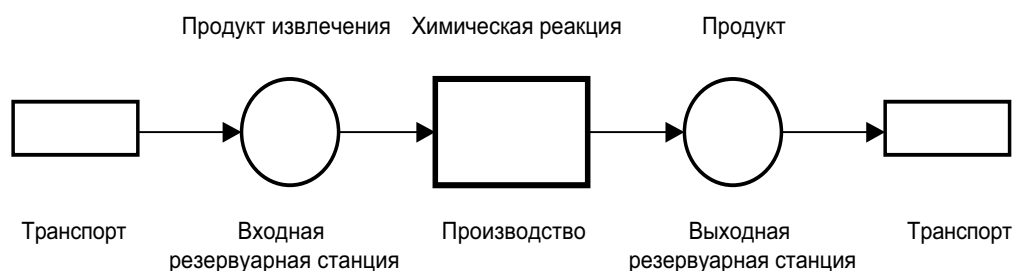 Продукт извлечения Химическая реакция Продукт
Транспорт Входная Производство Выходная Транспорт
резервуарная станция резервуарная станция